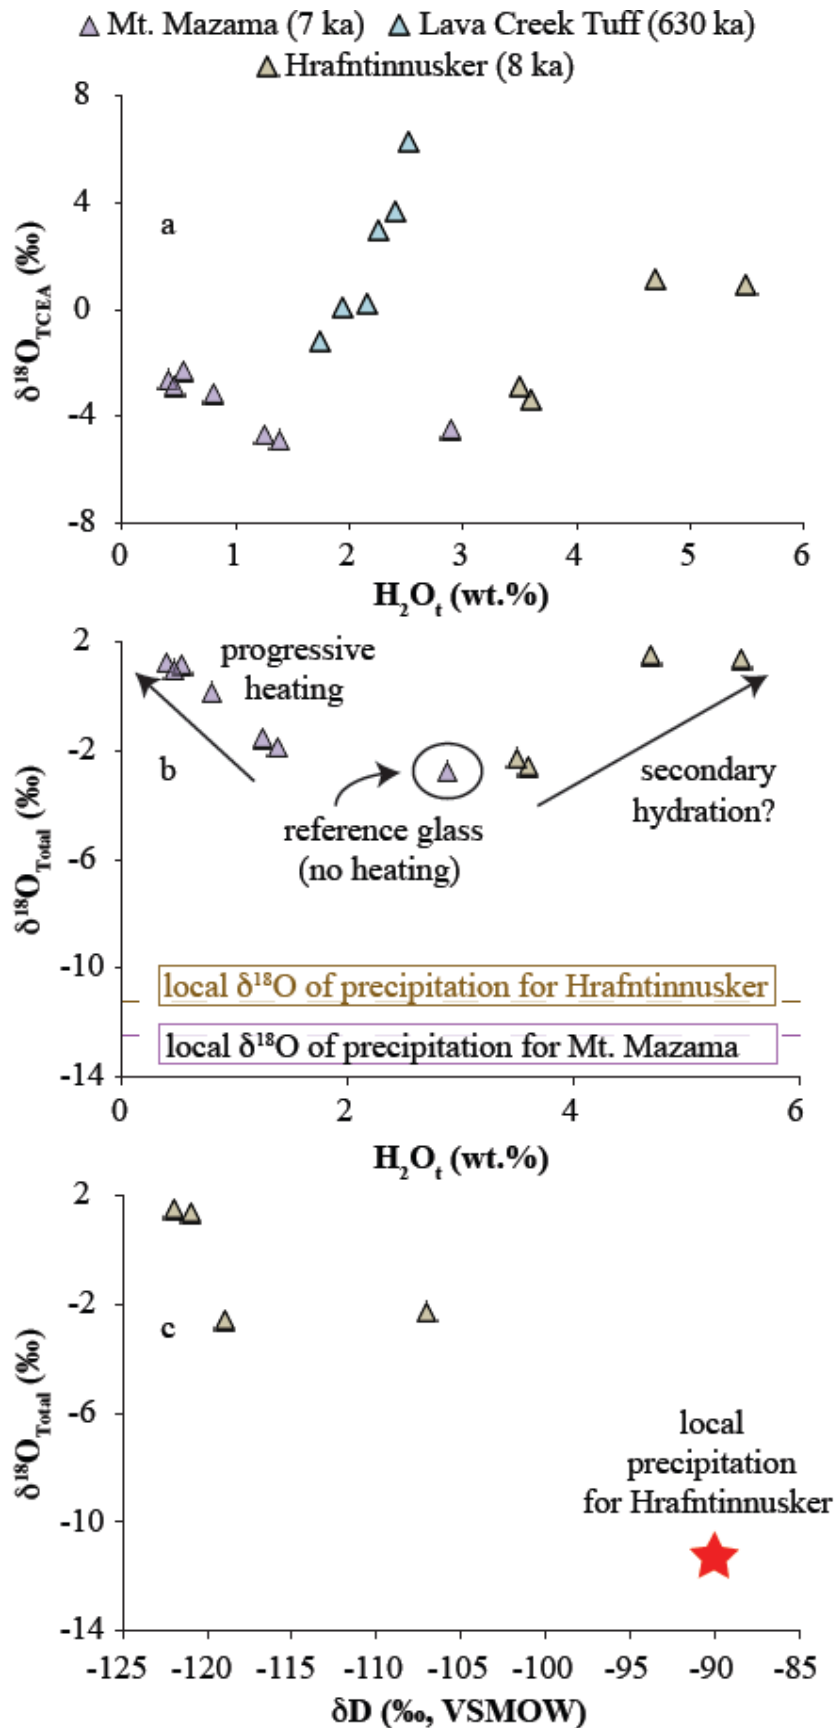 Mt. Mazama (7 ka) Lava Creek Tuff (630 ka)
Hrafntinnusker (8 ka)
8
4
0
-4
-8
a
δ¹⁸O_TCEA (‰)
0 1 2 3 4 5 6
H₂Oₜ (wt.%)
2
-2
-6
-10
-14
δ¹⁸O_Total (‰)
progressive
heating
b
reference glass
(no heating)
secondary
hydration?
local δ¹⁸O of precipitation for Hrafntinnusker
local δ¹⁸O of precipitation for Mt. Mazama
0 2 4 6
H₂Oₜ (wt.%)
2
-2
-6
-10
-14
δ¹⁸O_Total (‰)
c
local
precipitation
for Hrafntinnusker
-125 -120 -115 -110 -105 -100 -95 -90 -85
δD (‰, VSMOW)